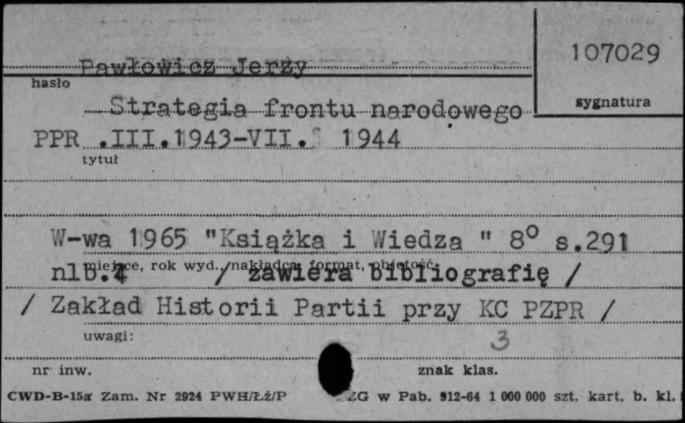 107029
Pawłowicz Jerzy
hasło
sygnatura
Strategia frontu narodowego
PPR .III.1943-VII. 1944
tytuł
W-wa 1965 "Książka i Wiedza " 8° s.291
miejsce, rok wyd., nakładca, format, objętość:
nlb. / zawiera bibliografię /
/ Zakład Historii Partii przy KC PZPR /
uwagi:
3
nr inw.
znak klas.
CWD-B-15a Zam. Nr 2924 PWH/Łż/P ZG w Pab. 912-64 1 000 000 szt. kart. b. kl.